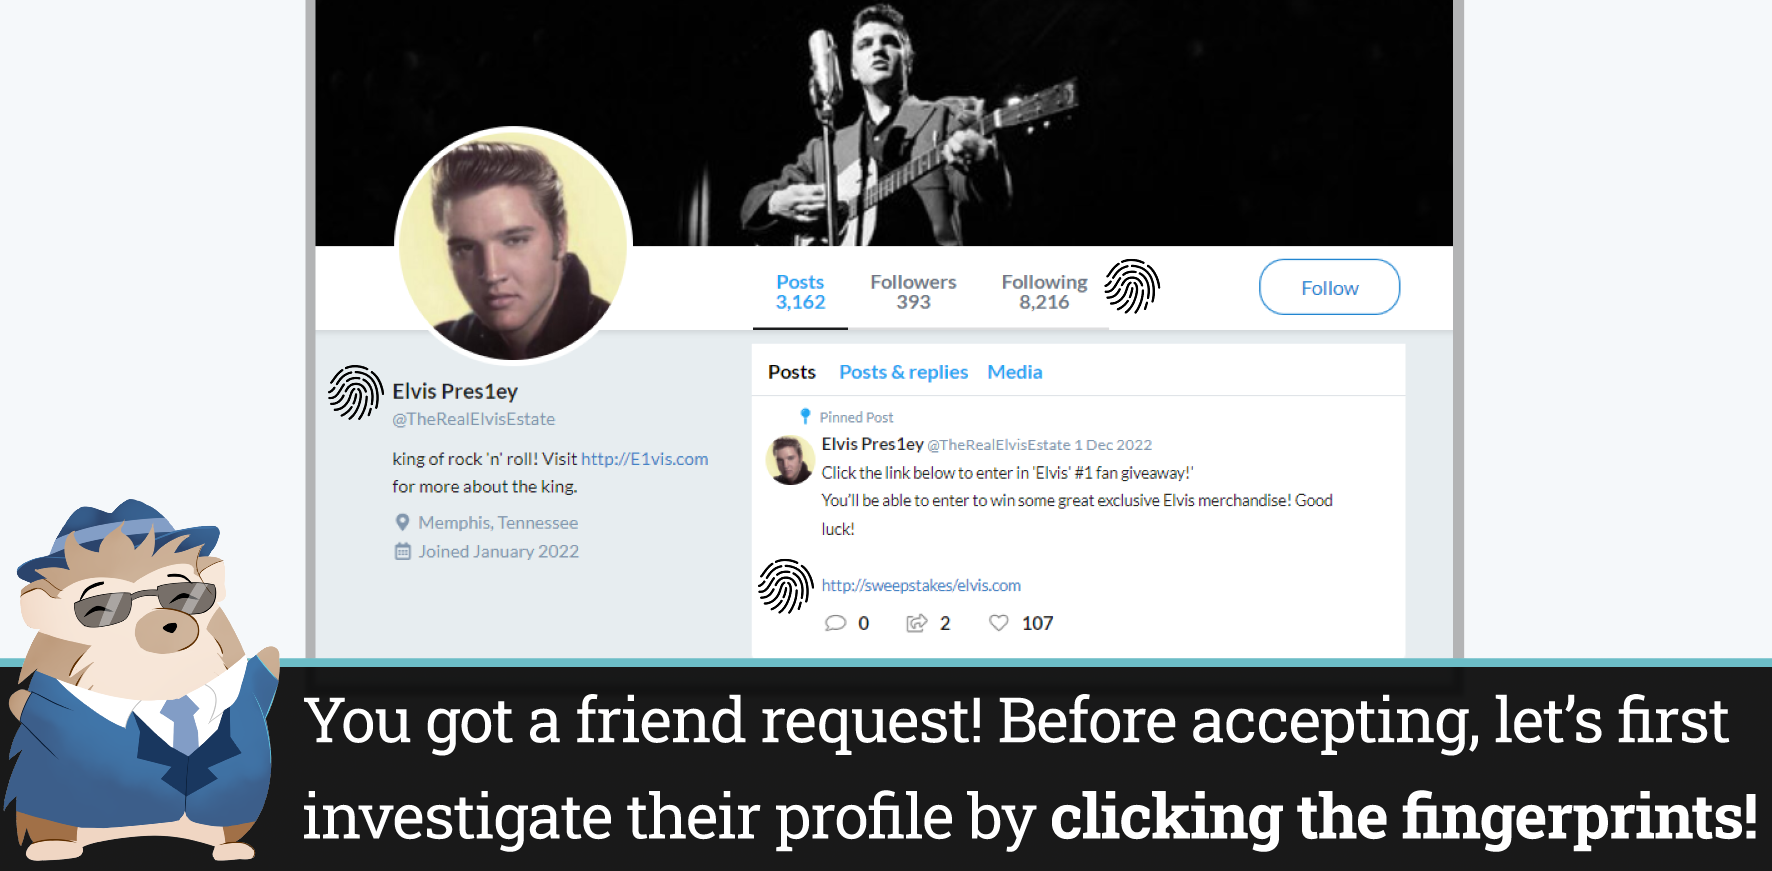 Posts Followers Following
3,162 393 8,216
Follow
Elvis Pres1ey
@TheRealElvisEstate
king of rock 'n' roll! Visit http://E1vis.com
for more about the king.
Memphis, Tennessee
Joined January 2022
Posts Posts & replies Media
Pinned Post
Elvis Pres1ey @TheRealElvisEstate 1 Dec 2022
Click the link below to enter in 'Elvis' #1 fan giveaway!'
You'll be able to enter to win some great exclusive Elvis merchandise! Good
luck!
http://sweepstakes/elvis.com
0 2 107
You got a friend request! Before accepting, let’s first
investigate their profile by clicking the fingerprints!